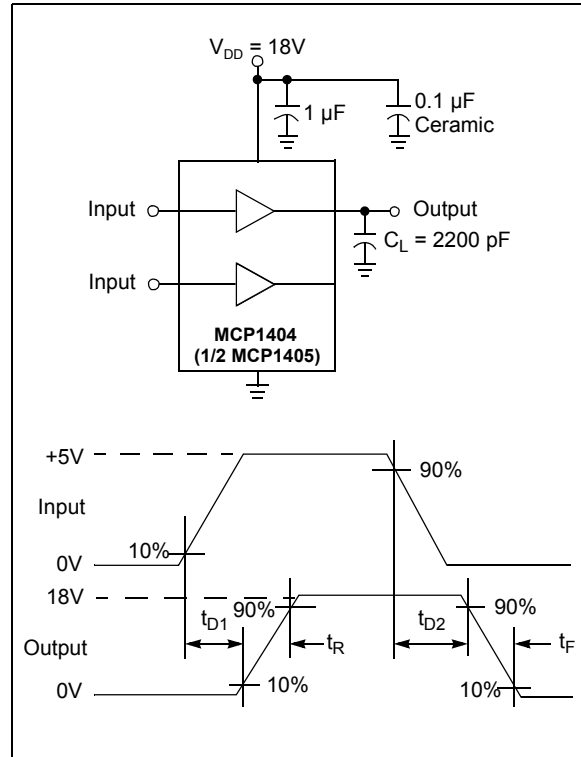 V_DD = 18V
1 µF
0.1 µF
Ceramic
Input
Output
C_L = 2200 pF
Input
MCP1404
(1/2 MCP1405)
+5V
90%
Input
10%
0V
18V
90%
t_D1
t_R
t_D2
90%
t_F
Output
0V
10%
10%